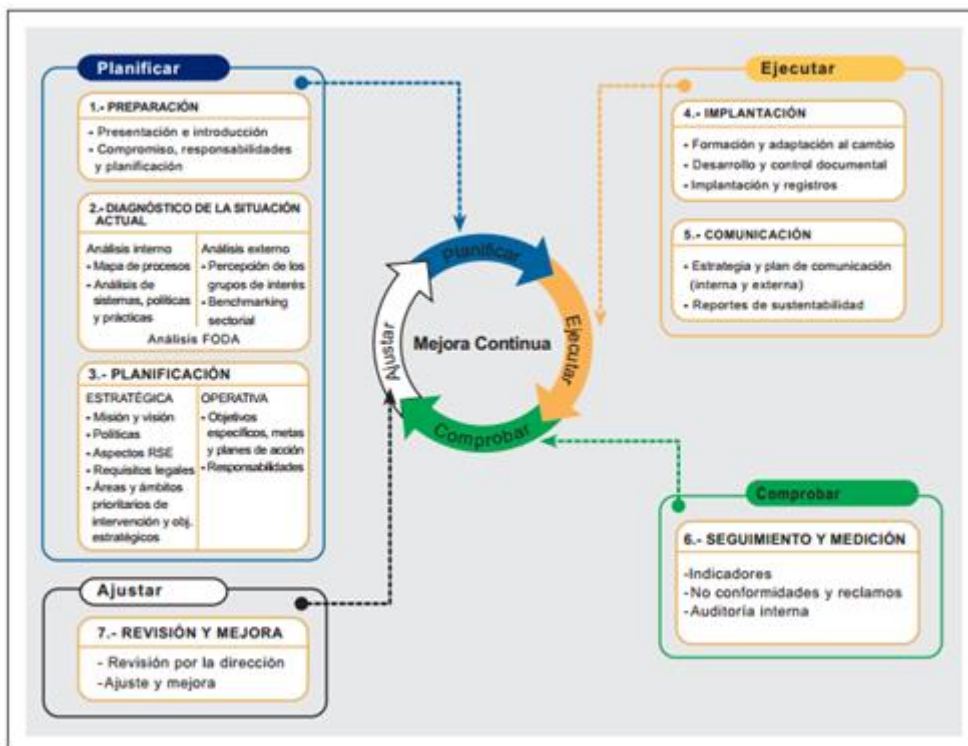 Planificar
1.- PREPARACIÓN
- Presentación e introducción
- Compromiso, responsabilidades
y planificación
2.- DIAGNÓSTICO DE LA SITUACIÓN
ACTUAL
Análisis interno
- Mapa de procesos
- Análisis de
sistemas, políticas
y prácticas
Análisis externo
- Percepción de los
grupos de interés
- Benchmarking
sectorial
Análisis FODA
3.- PLANIFICACIÓN
ESTRATÉGICA
- Misión y visión
- Políticas
- Aspectos RSE
- Requisitos legales
- Áreas y ámbitos
prioritarios de
intervención y obj.
estratégicos
OPERATIVA
- Objetivos
específicos, metas
y planes de acción
- Responsabilidades
Ajustar
7.- REVISIÓN Y MEJORA
- Revisión por la dirección
-Ajuste y mejora
Planificar
Ejecutar
Comprobar
Ajustar
Mejora Continua
Ejecutar
4.- IMPLANTACIÓN
- Formación y adaptación al cambio
- Desarrollo y control documental
- Implantación y registros
5.- COMUNICACIÓN
- Estrategia y plan de comunicación
(interna y externa)
- Reportes de sustentabilidad
Comprobar
6.- SEGUIMIENTO Y MEDICIÓN
-Indicadores
-No conformidades y reclamos
-Auditoría interna